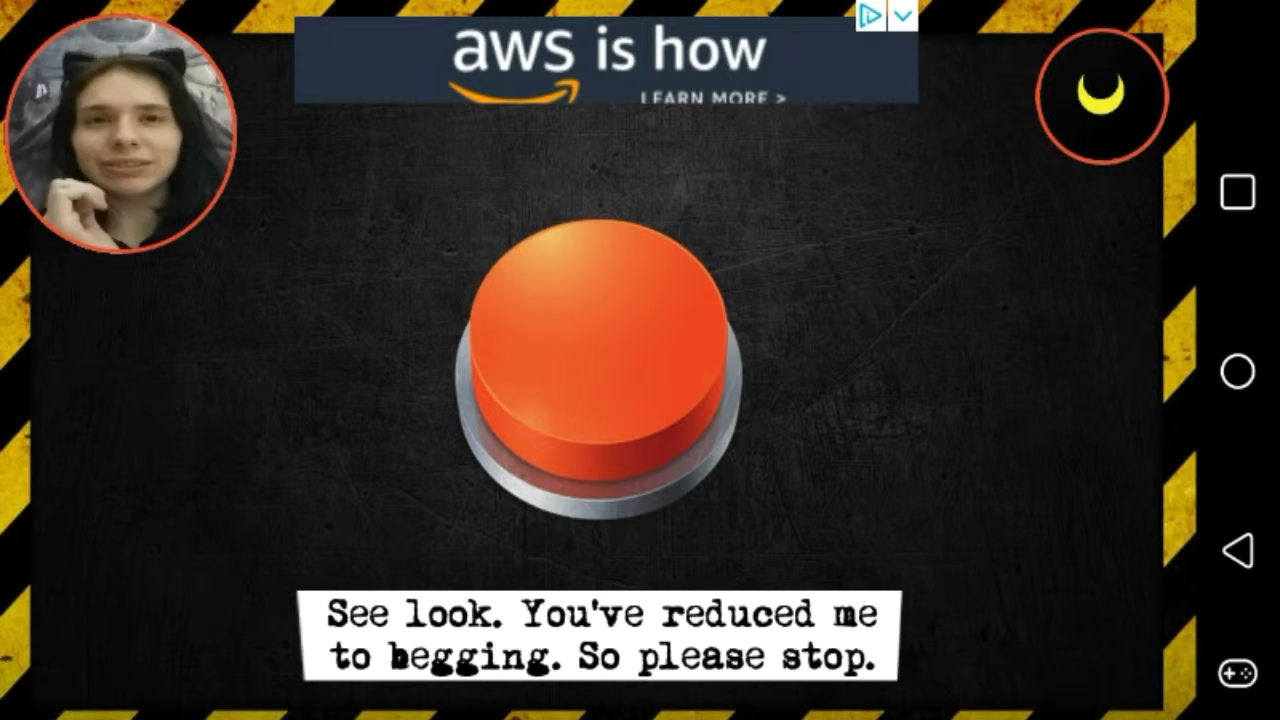 aws is how
LEARN MORE >
See look. You've reduced me
to begging. So please stop.